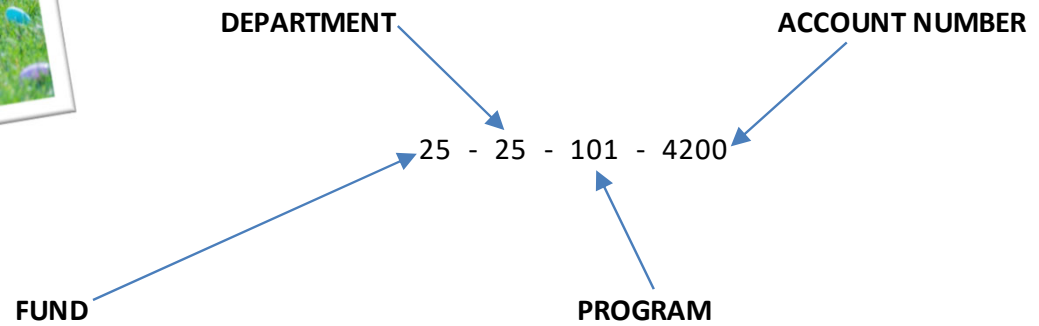 DEPARTMENT ACCOUNT NUMBER
25 - 25 - 101 - 4200
FUND PROGRAM